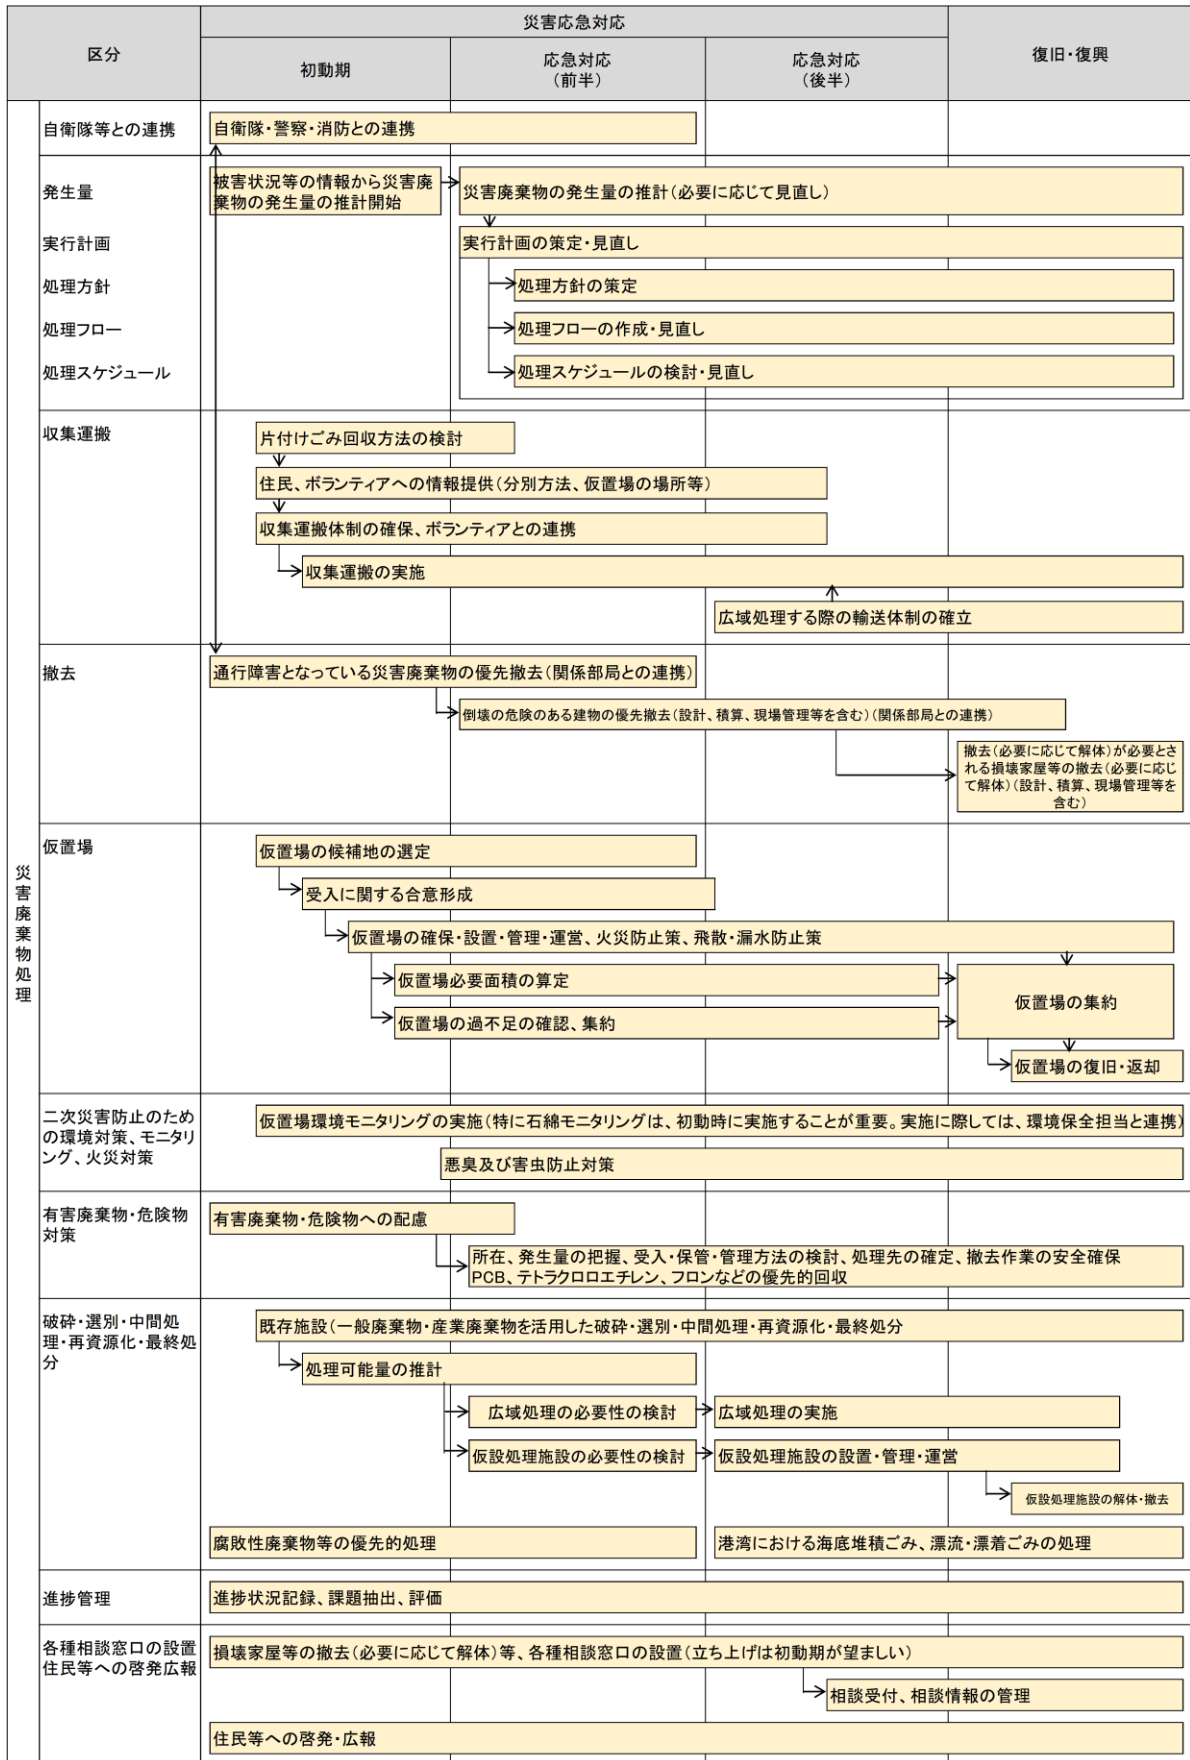 区分
災害応急対応
初動期
応急対応
(前半)
応急対応
(後半)
復旧・復興
災害廃棄物処理
自衛隊等との連携
自衛隊・警察・消防との連携
発生量
被害状況等の情報から災害廃
棄物の発生量の推計開始
災害廃棄物の発生量の推計(必要に応じて見直し)
実行計画
実行計画の策定・見直し
処理方針
処理方針の策定
処理フロー
処理フローの作成・見直し
処理スケジュール
処理スケジュールの検討・見直し
収集運搬
片付けごみ回収方法の検討
住民、ボランティアへの情報提供(分別方法、仮置場の場所等)
収集運搬体制の確保、ボランティアとの連携
収集運搬の実施
広域処理する際の輸送体制の確立
撤去
通行障害となっている災害廃棄物の優先撤去(関係部局との連携)
倒壊の危険のある建物の優先撤去(設計、積算、現場管理等を含む)(関係部局との連携)
撤去(必要に応じて解体)が必要とさ
れる損壊家屋等の撤去(必要に応じ
て解体)(設計、積算、現場管理等を
含む)
仮置場
仮置場の候補地の選定
受入に関する合意形成
仮置場の確保・設置・管理・運営、火災防止策、飛散・漏水防止策
仮置場必要面積の算定
仮置場の過不足の確認、集約
仮置場の集約
仮置場の復旧・返却
二次災害防止のため
の環境対策、モニタリ
ング、火災対策
仮置場環境モニタリングの実施(特に石綿モニタリングは、初動時に実施することが重要。実施に際しては、環境保全担当と連携)
悪臭及び害虫防止対策
有害廃棄物・危険物
対策
有害廃棄物・危険物への配慮
所在、発生量の把握、受入・保管・管理方法の検討、処理先の確定、撤去作業の安全確保
PCB、テトラクロロエチレン、フロンなどの優先的回収
破砕・選別・中間処
理・再資源化・最終処
分
既存施設(一般廃棄物・産業廃棄物を活用した破砕・選別・中間処理・再資源化・最終処分
処理可能量の推計
広域処理の必要性の検討
広域処理の実施
仮設処理施設の必要性の検討
仮設処理施設の設置・管理・運営
仮設処理施設の解体・撤去
腐敗性廃棄物等の優先的処理
港湾における海底堆積ごみ、漂流・漂着ごみの処理
進捗管理
進捗状況記録、課題抽出、評価
各種相談窓口の設置
住民等への啓発広報
損壊家屋等の撤去(必要に応じて解体)等、各種相談窓口の設置(立ち上げは初動期が望ましい)
相談受付、相談情報の管理
住民等への啓発・広報